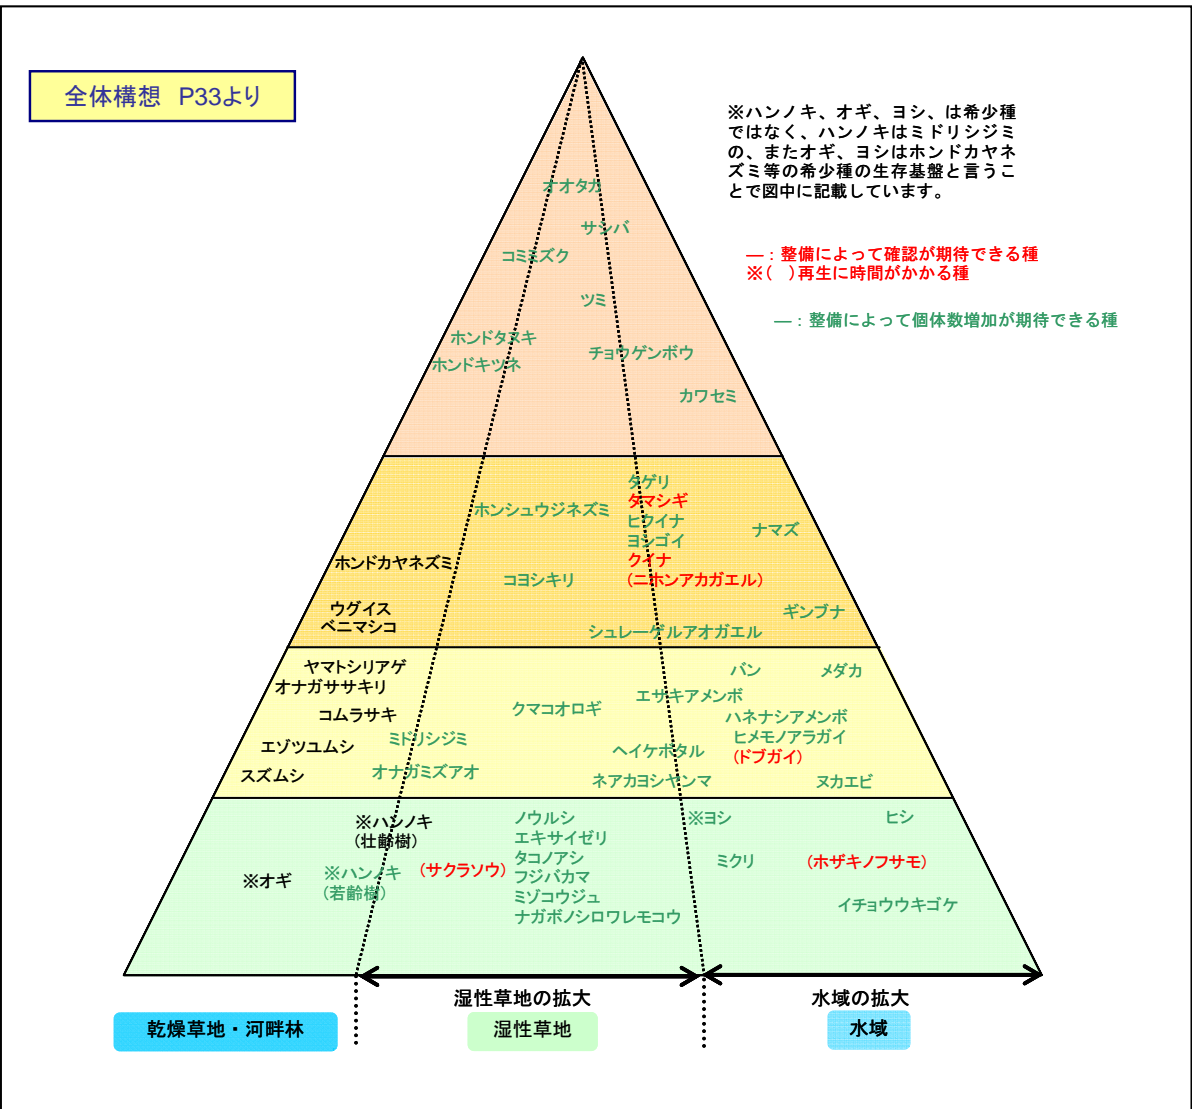 全体構想 P33より
※ハンノキ、オギ、ヨシ、は希少種
ではなく、ハンノキはミドリシジミ
の、またオギ、ヨシはホンドカヤネ
ズミ等の希少種の生存基盤と言うこ
とで図中に記載しています。
―：整備によって確認が期待できる種
※(　)再生に時間がかかる種
―：整備によって個体数増加が期待できる種
オオタカ
サシバ
コミミズク
ツミ
ホンドタヌキ
チョウゲンボウ
ホンドキツネ
カワセミ
タゲリ
タマシギ
ホンシュウジネズミ
ヒクイナ
ナマズ
ヨシゴイ
ホンドカヤネズミ
クイナ
コヨシキリ
(ニホンアカガエル)
ウグイス
ギンブナ
ベニマシコ
シュレーゲルアオガエル
ヤマトシリアゲ
バン
メダカ
オナガササキリ
エサキアメンボ
コムラサキ
クマコオロギ
ハネナシアメンボ
ミドリシジミ
ヒメモノアラガイ
エゾツユムシ
ヘイケボタル
(ドブガイ)
スズムシ
オナガミズアオ
ネアカヨシヤンマ
ヌカエビ
※ハンノキ
(壮齢樹)
ノウルシ
※ヨシ
ヒシ
エキサイゼリ
タコノアシ
ミクリ
(ホザキノフサモ)
※オギ
※ハンノキ
(若齢樹)
(サクラソウ)
フジバカマ
ミゾコウジュ
イチョウウキゴケ
ナガボノシロワレモコウ
湿性草地の拡大
水域の拡大
乾燥草地・河畔林
湿性草地
水域